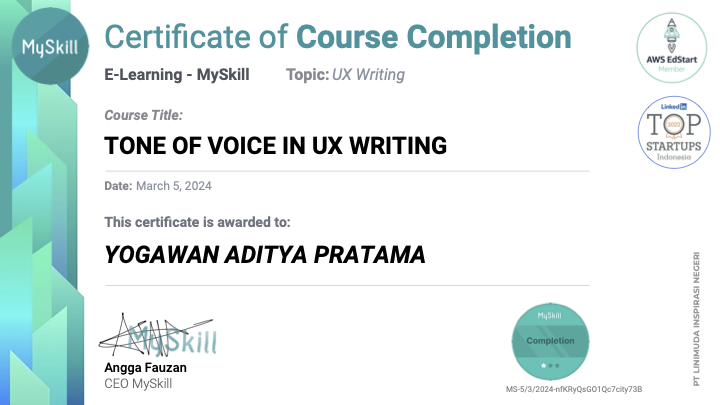 MySkill
Certificate of Course Completion
E-Learning - MySkill Topic: UX Writing
AWS EdStart
Member
LinkedIn
TOP
2022
STARTUPS
Indonesia
Course Title:
TONE OF VOICE IN UX WRITING
Date: March 5, 2024
This certificate is awarded to:
YOGAWAN ADITYA PRATAMA
MySkill
Angga Fauzan
CEO MySkill
MySkill
Completion
MS-5/3/2024-nfKRyQsGO1Qc7city73B
PT LINIMUDA INSPIRASI NEGERI